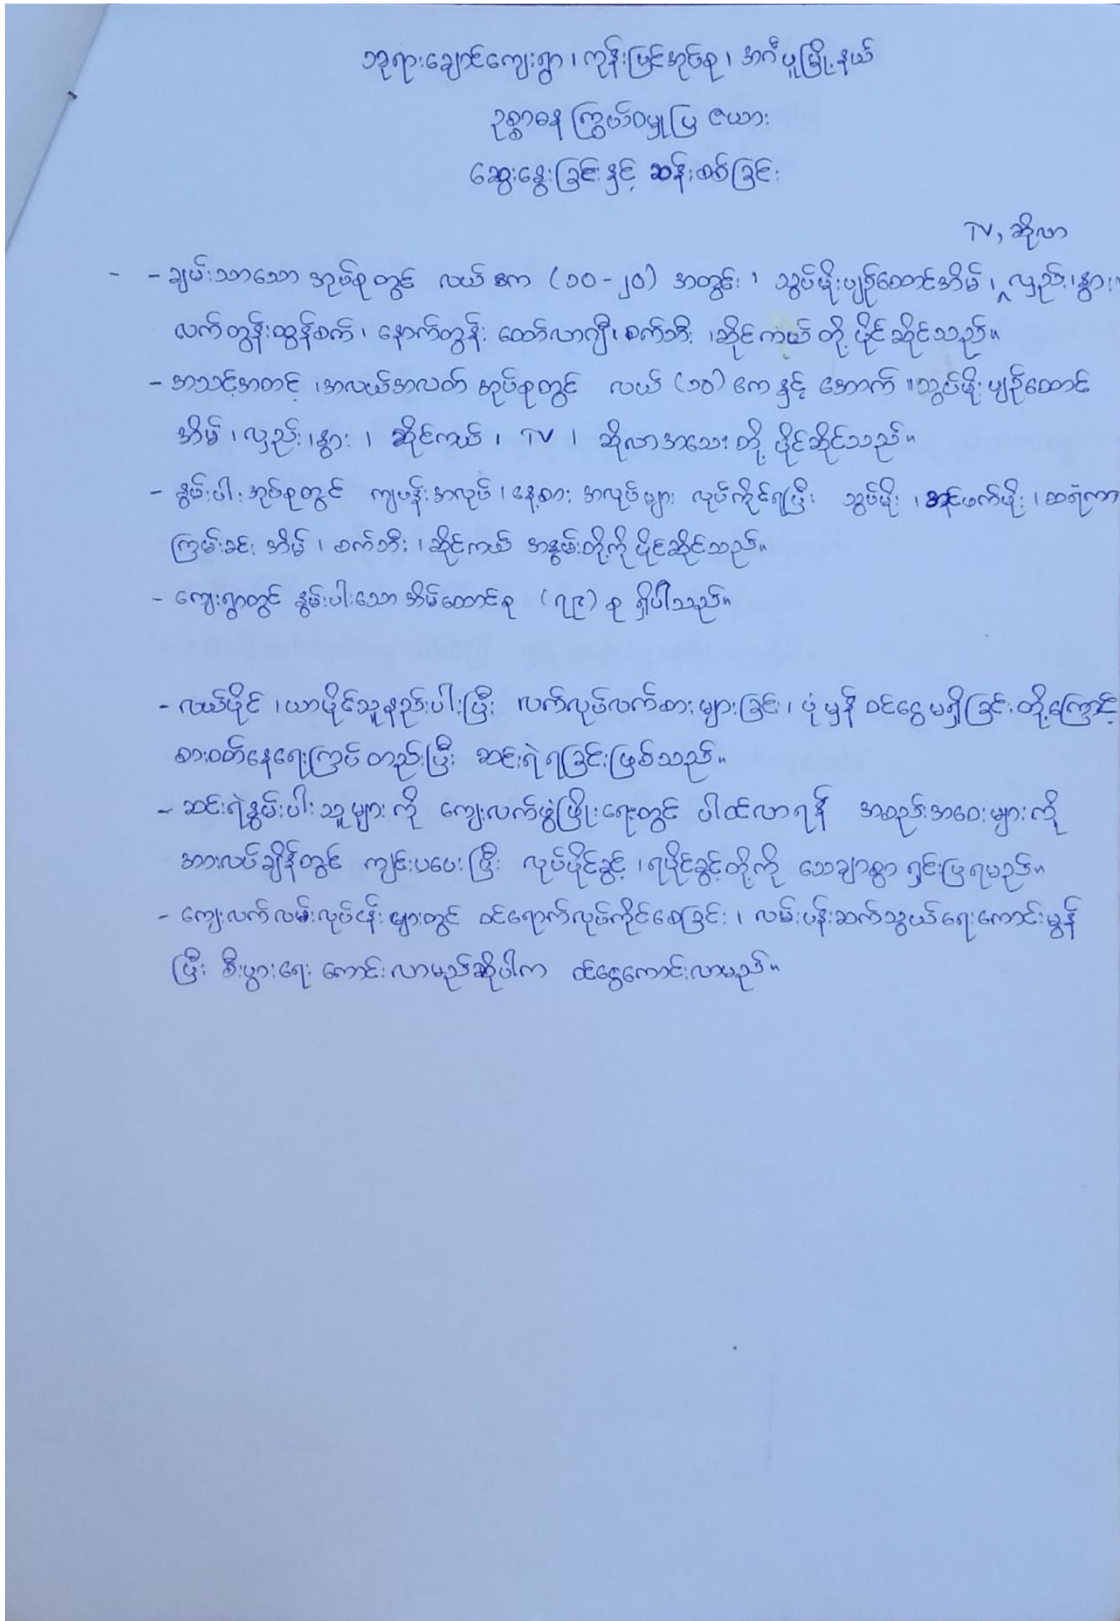 ဘုရားချောင်ကျေးရွာ ၊ ကုန်းမြင့်အုပ်စု ၊ အင်္ဂပူမြို့နယ်
ဥစ္စာဓန ကြွယ်ဝမှုပြ ဇယား
ဆွေးနွေးခြင်းနှင့် ဆန်းစစ်ခြင်း
TV, ဆိုလာ
- - ချမ်းသာသော အုပ်စုတွင် လယ် ဧက (၁၀-၂၀) အတွင်း ၊ သွပ်မိုးပျဉ်ထောင်အိမ် ၊ လှည်း ၊ နွား ၊
လက်တွန်းထွန်စက် ၊ နောက်တွန်း ထော်လာဂျီ ၊ စက်ဘီး ၊ ဆိုင်ကယ် တို့ ပိုင်ဆိုင်သည်။
- အသင့်အတင့် ၊ အလယ်အလတ် အုပ်စုတွင် လယ် (၁၀) ဧက နှင့် အောက် ၊ သွပ်မိုး ပျဉ်ထောင်
အိမ် ၊ လှည်း ၊ နွား ၊ ဆိုင်ကယ် ၊ TV ၊ ဆိုလာအသေး တို့ ပိုင်ဆိုင်သည်။
- နွမ်းပါး အုပ်စုတွင် ကျပန်းအလုပ် ၊ နေ့စား အလုပ်များ လုပ်ကိုင်ရပြီး သွပ်မိုး ၊ အင်ဖက်မိုး ၊ ထရံကာ
ကြမ်းခင်း အိမ် ၊ စက်ဘီး ၊ ဆိုင်ကယ် အနွမ်းတို့ကို ပိုင်ဆိုင်သည်။
- ကျေးရွာတွင် နွမ်းပါးသော အိမ်ထောင်စု (၇၉) စု ရှိပါသည်။
- လယ်ပိုင် ၊ ယာပိုင်သူနည်းပါးပြီး လက်လုပ်လက်စားများခြင်း ၊ ပုံမှန် ဝင်ငွေ မရှိခြင်း တို့ကြောင့်
စားဝတ်နေရေးကြပ်တည်းပြီး ဆင်းရဲ ရခြင်းဖြစ်သည်။
- ဆင်းရဲနွမ်းပါးသူများကို ကျေးလက်ဖွံ့ဖြိုးရေးတွင် ပါဝင်လာရန် အစည်းအဝေးများကို
အားလပ်ချိန်တွင် ကျင်းပပေးပြီး လုပ်ပိုင်ခွင့် ၊ ရပိုင်ခွင့်တို့ကို သေချာစွာ ရှင်းပြရမည်။
- ကျေးလက်လမ်းလုပ်ငန်းများတွင် ဝင်ရောက်လုပ်ကိုင်စေခြင်း ၊ လမ်းပန်းဆက်သွယ်ရေးကောင်းမွန်
ပြီး စီးပွားရေး ကောင်းလာမည်ဆိုပါက ဝင်ငွေကောင်းလာမည်။